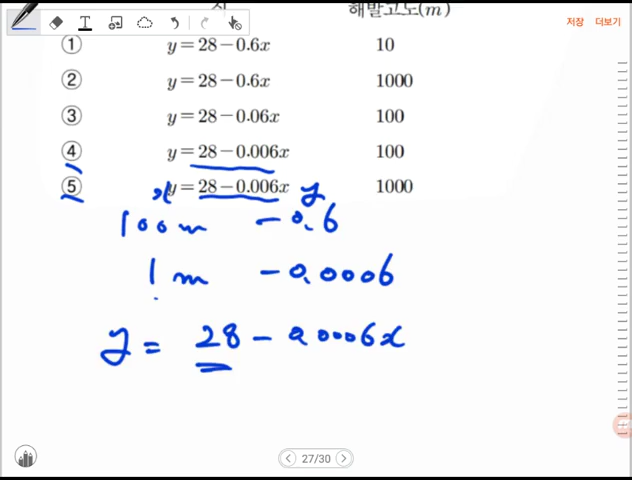 저장 더보기
식 해발고도(m)
① y=28-0.6x 10
② y=28-0.6x 1000
③ y=28-0.06x 100
④ y=28-0.006x 100
⑤ y=28-0.006x 1000
x y
100m -0.6
1m -0.0006
y = 28 - 0.0006x
27/30